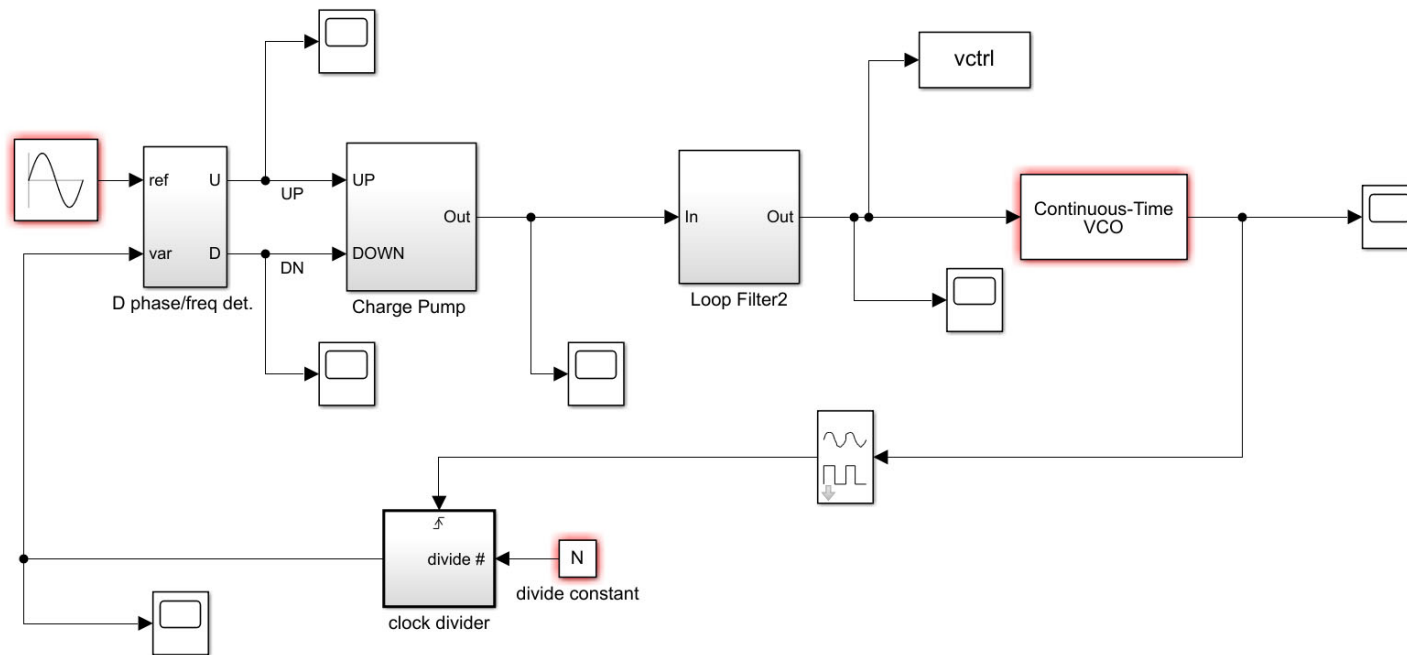 vctrl
ref
U
UP
UP
Out
In
Out
Continuous-Time
VCO
var
D
DN
DOWN
D phase/freq det.
Charge Pump
Loop Filter2
divide #
N
divide constant
clock divider